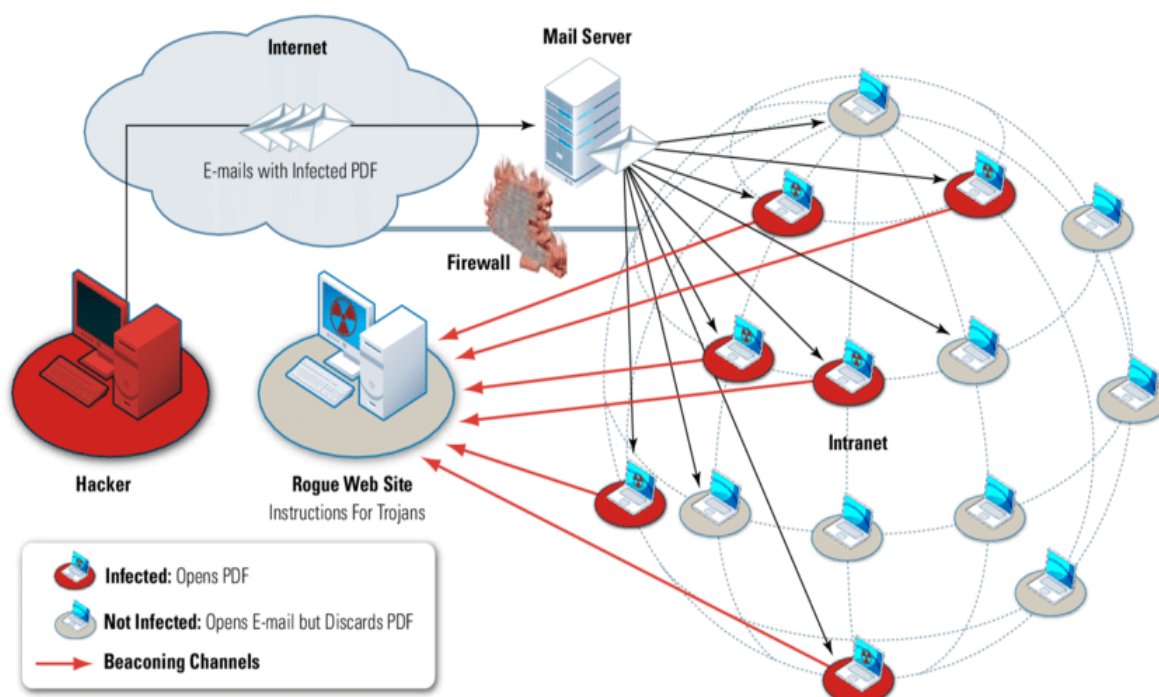 Internet
Mail Server
E-mails with Infected PDF
Firewall
Intranet
Hacker
Rogue Web Site
Instructions For Trojans
Infected: Opens PDF
Not Infected: Opens E-mail but Discards PDF
Beaconing Channels